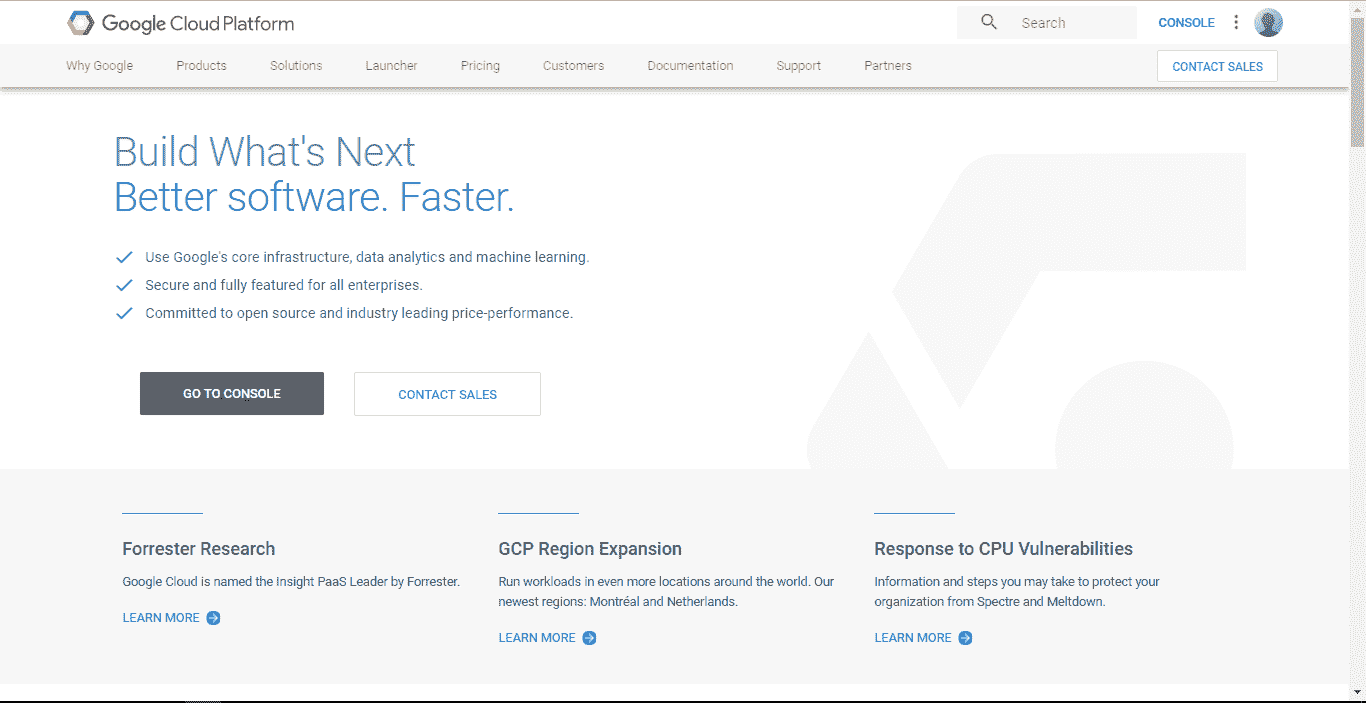 Google Cloud Platform
Search
CONSOLE
Why Google
Products
Solutions
Launcher
Pricing
Customers
Documentation
Support
Partners
CONTACT SALES
Build What's Next
Better software. Faster.
Use Google's core infrastructure, data analytics and machine learning.
Secure and fully featured for all enterprises.
Committed to open source and industry leading price-performance.
GO TO CONSOLE
CONTACT SALES
Forrester Research
Google Cloud is named the Insight PaaS Leader by Forrester.
LEARN MORE
GCP Region Expansion
Run workloads in even more locations around the world. Our
newest regions: Montréal and Netherlands.
LEARN MORE
Response to CPU Vulnerabilities
Information and steps you may take to protect your
organization from Spectre and Meltdown.
LEARN MORE